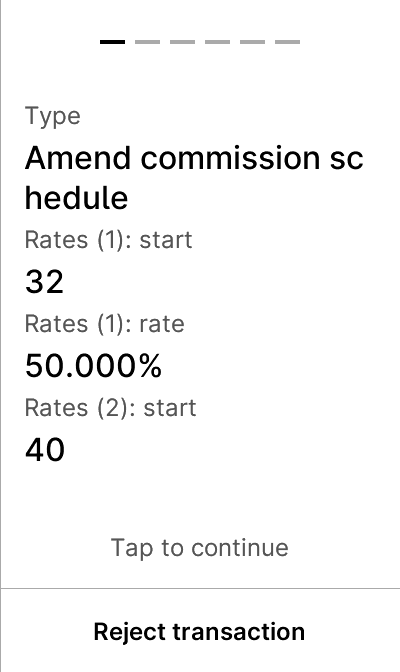 Type
Amend commission sc
hedule
Rates (1): start
32
Rates (1): rate
50.000%
Rates (2): start
40
Tap to continue
Reject transaction